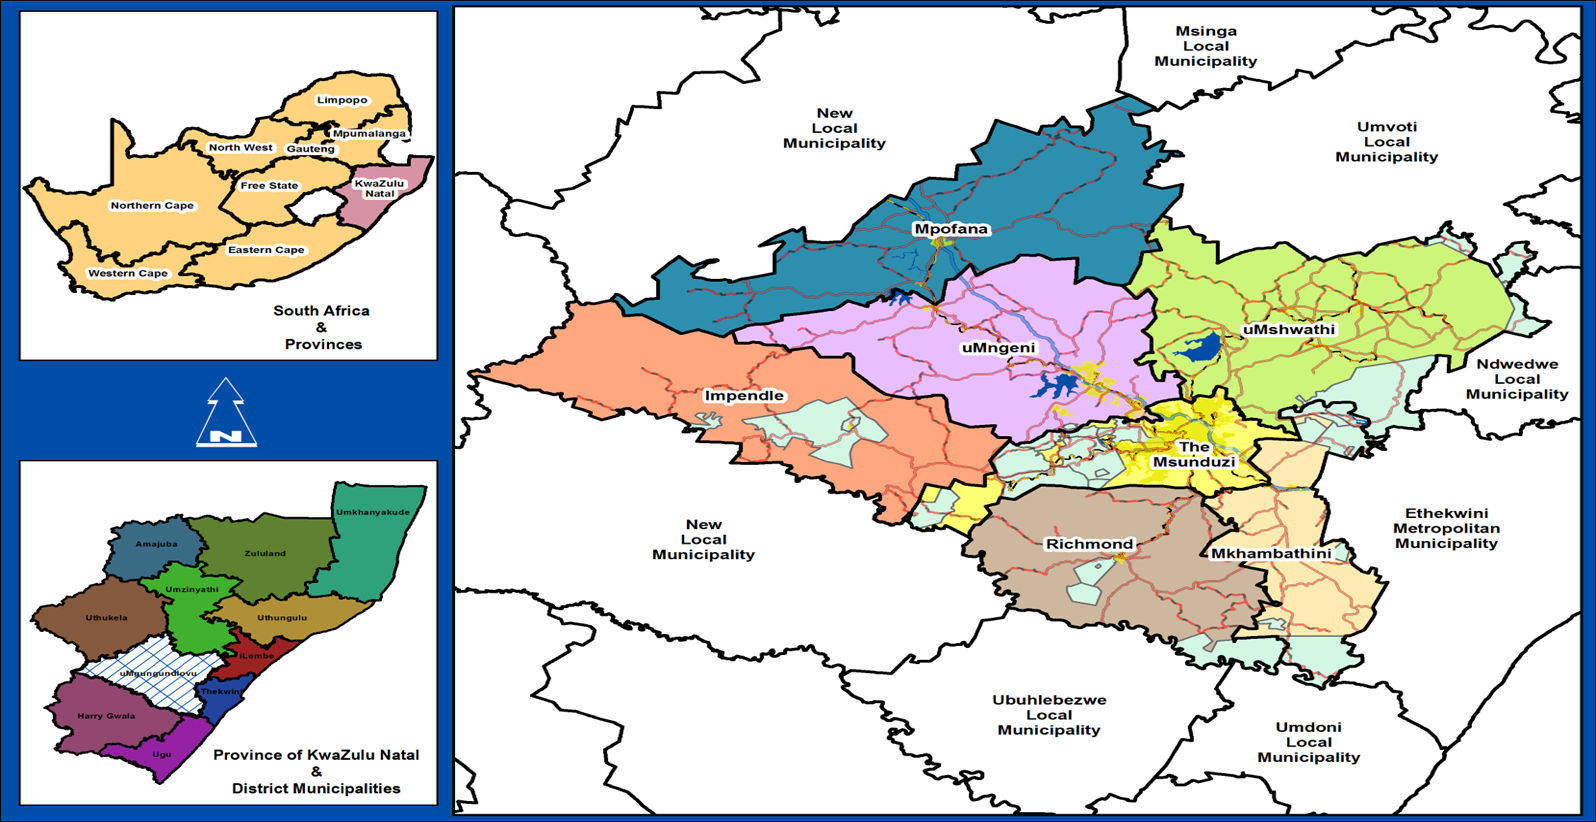 Limpopo
Mpumalanga
North West
Gauteng
Free State
KwaZulu
Natal
Northern Cape
Eastern Cape
Western Cape
South Africa
&
Provinces
N
Umkhanyakude
Amajuba
Zululand
Umzinyathi
Uthukela
Uthungulu
iLembe
uMgungundlovu
Thekwini
Harry Gwala
Ugu
Province of KwaZulu Natal
&
District Municipalities
Msinga
Local
Municipality
New
Local
Municipality
Umvoti
Local
Municipality
Mpofana
uMshwathi
uMngeni
Ndwedwe
Local
Municipality
Impendle
The
Msunduzi
New
Local
Municipality
Ethekwini
Metropolitan
Municipality
Richmond
Mkhambathini
Ubuhlebezwe
Local
Municipality
Umdoni
Local
Municipality